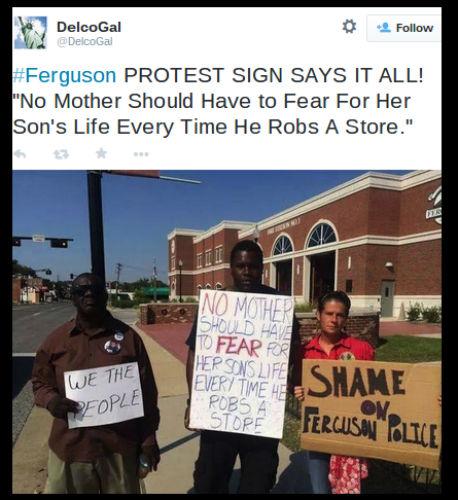 DelcoGal
@DelcoGal
Follow
#Ferguson PROTEST SIGN SAYS IT ALL!
"No Mother Should Have to Fear For Her
Son's Life Every Time He Robs A Store."
WE THE
PEOPLE
NO MOTHER
SHOULD HAVE
TO FEAR FOR
HER SONS LIFE
EVERY TIME HE
ROBS A
STORE
SHAME
ON
FERGUSON POLICE